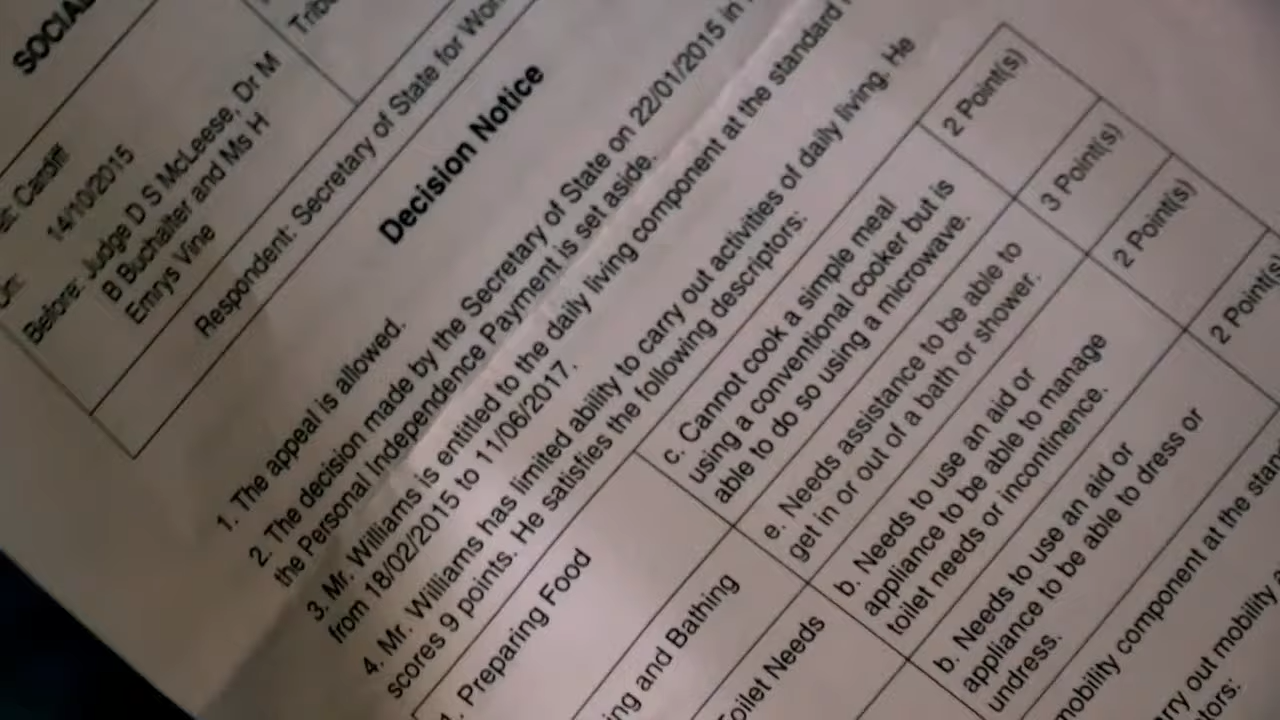 SOCIAL
Cardiff
14/10/2015
Before: Judge D S McLeese, Dr M
B Buchalter and Ms H
Emrys Vine
Respondent: Secretary of State for
Decision Notice
1. The appeal is allowed.
2. The decision made by the Secretary of State on 22/01/2015 in
the Personal Independence Payment is set aside.
3. Mr. Williams is entitled to the daily living component at the standard
from 18/02/2015 to 11/06/2017.
4. Mr. Williams has limited ability to carry out activities of daily living. He
scores 9 points. He satisfies the following descriptors:
1. Preparing Food
c. Cannot cook a simple meal
using a conventional cooker but is
able to do so using a microwave.
2 Point(s)
ing and Bathing
e. Needs assistance to be able to
get in or out of a bath or shower.
3 Point(s)
Toilet Needs
b. Needs to use an aid or
appliance to be able to manage
toilet needs or incontinence.
2 Point(s)
b. Needs to use an aid or
appliance to be able to dress or
undress.
2 Point(s)
mobility component at the
rry out mobility
tors: